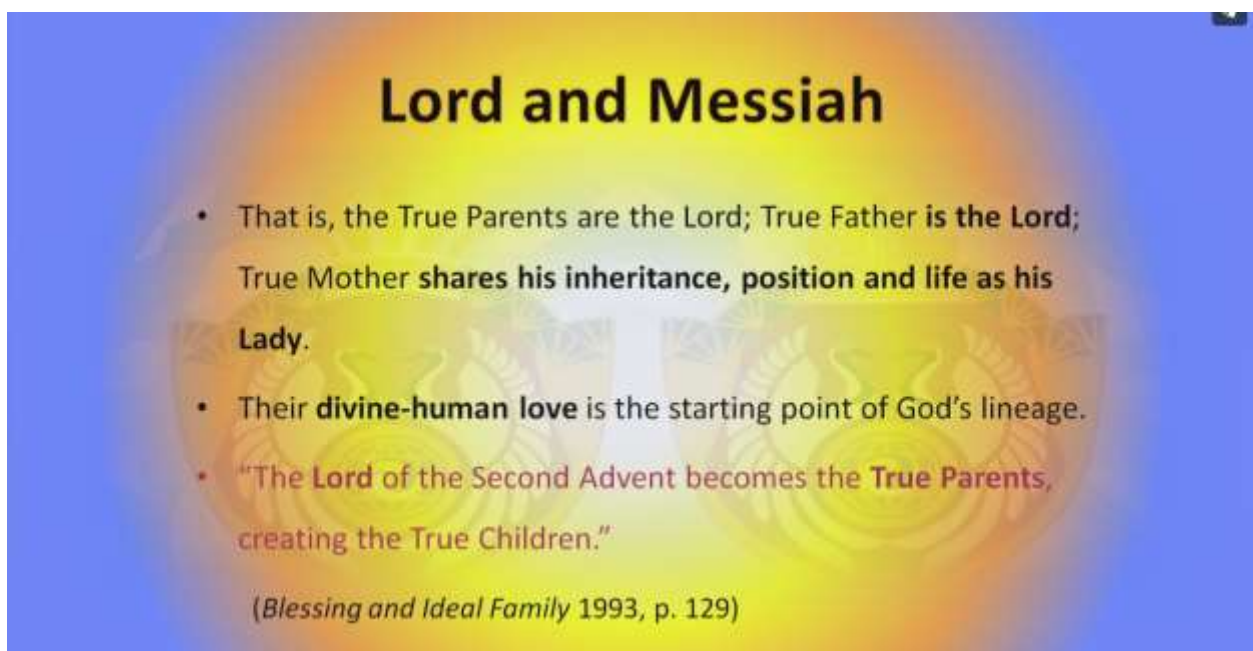 Lord and Messiah
• That is, the True Parents are the Lord; True Father is the Lord;
True Mother shares his inheritance, position and life as his
Lady.
• Their divine-human love is the starting point of God’s lineage.
• “The Lord of the Second Advent becomes the True Parents,
creating the True Children.”
(Blessing and Ideal Family 1993, p. 129)